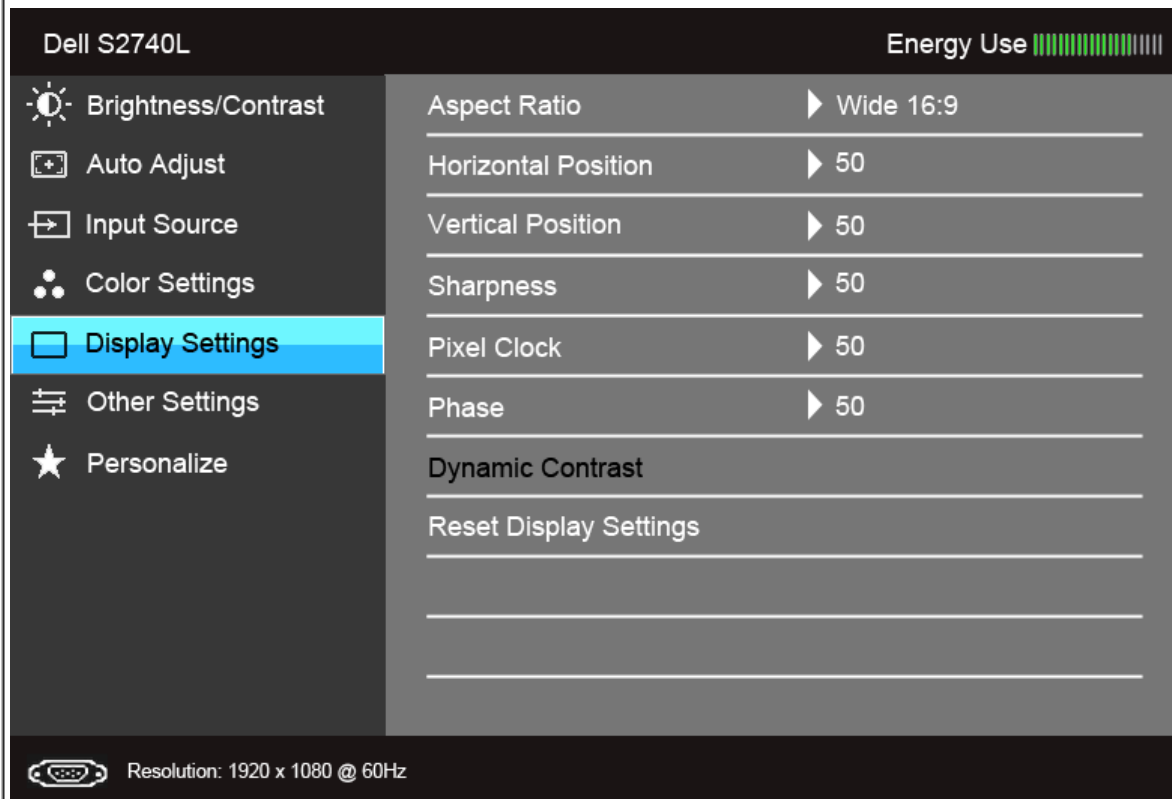 Dell S2740L Energy Use
Brightness/Contrast
Auto Adjust
Input Source
Color Settings
Display Settings
Other Settings
Personalize
Aspect Ratio Wide 16:9
Horizontal Position 50
Vertical Position 50
Sharpness 50
Pixel Clock 50
Phase 50
Dynamic Contrast
Reset Display Settings
Resolution: 1920 x 1080 @ 60Hz